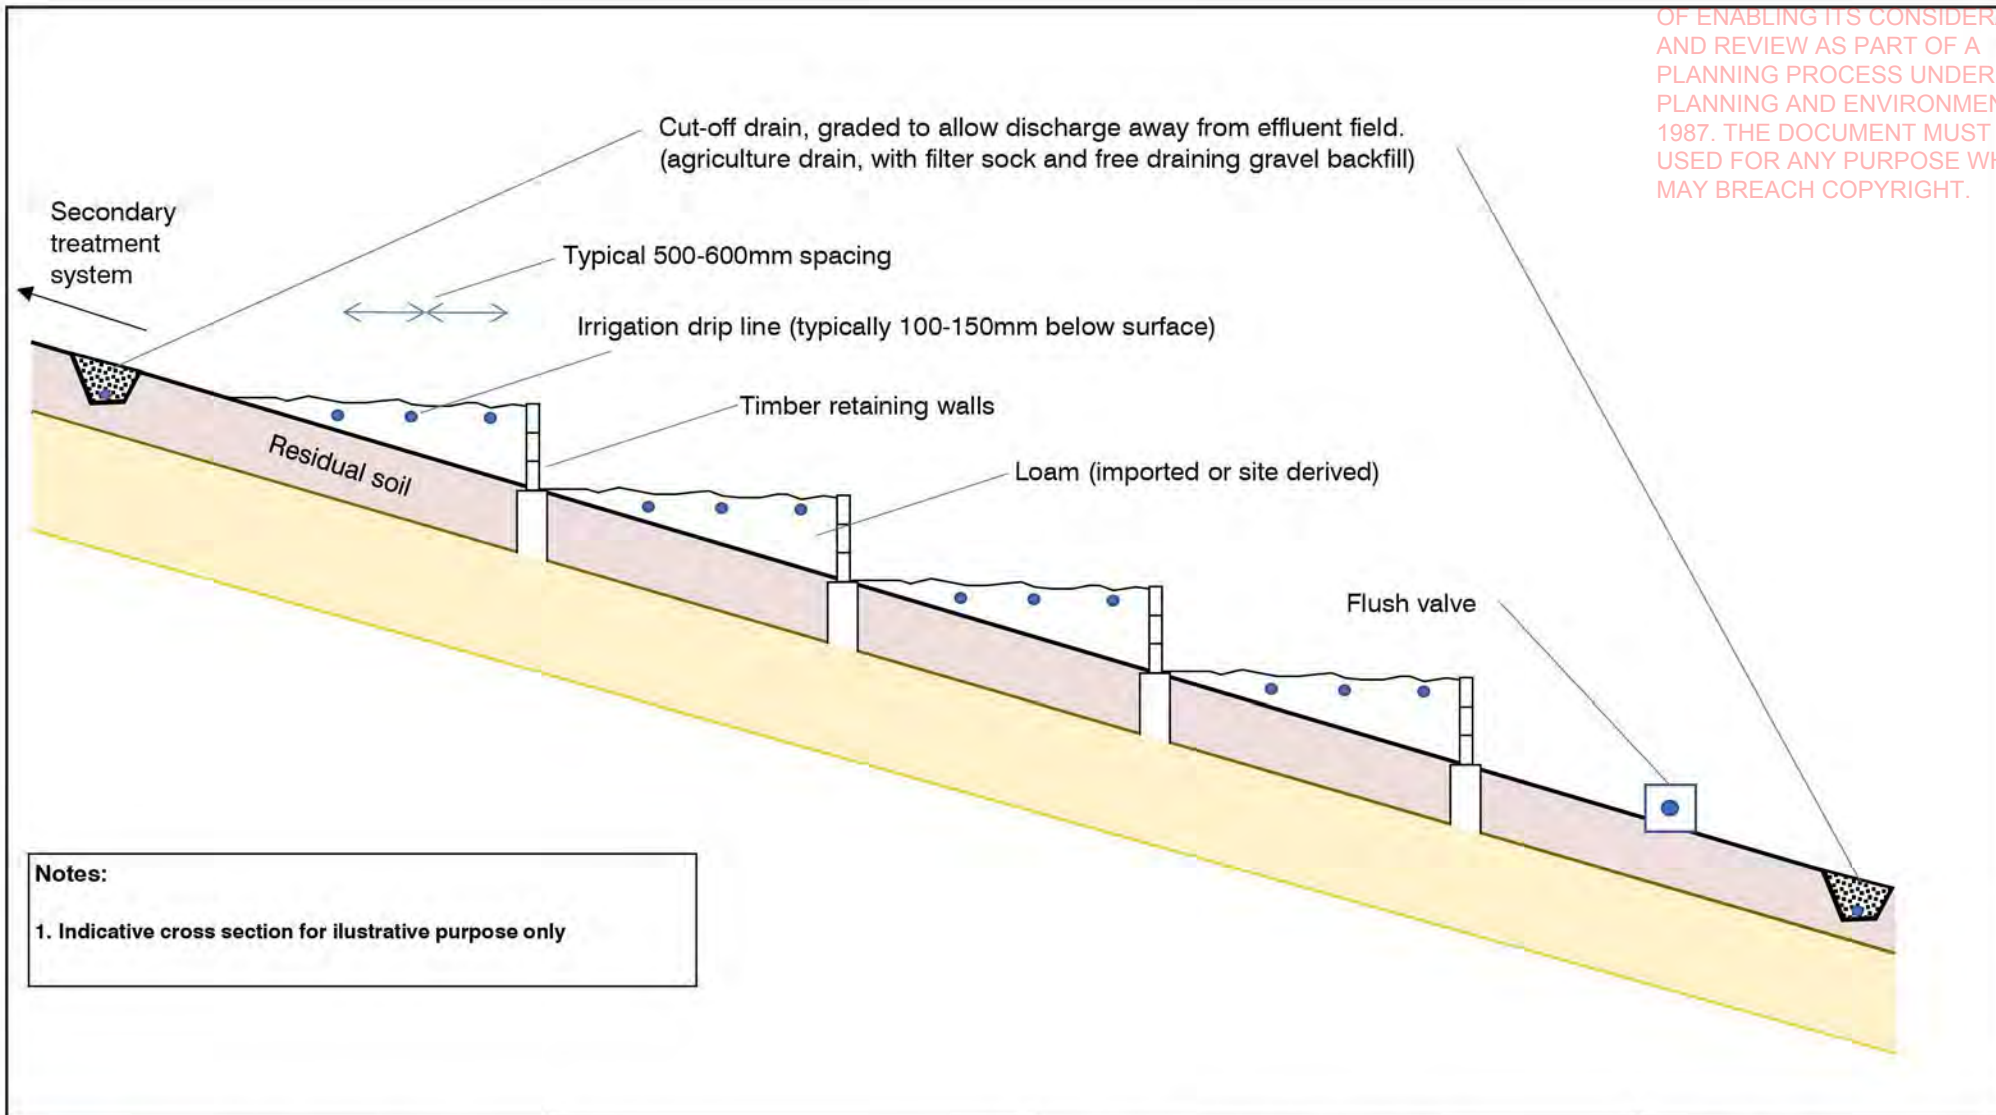 OF ENABLING ITS CONSIDER
AND REVIEW AS PART OF A
PLANNING PROCESS UNDER
PLANNING AND ENVIRONMEN
1987. THE DOCUMENT MUST
USED FOR ANY PURPOSE WH
MAY BREACH COPYRIGHT.
Cut-off drain, graded to allow discharge away from effluent field.
(agriculture drain, with filter sock and free draining gravel backfill)
Secondary
treatment
system
Typical 500-600mm spacing
Irrigation drip line (typically 100-150mm below surface)
Timber retaining walls
Residual soil
Loam (imported or site derived)
Flush valve
Notes:
1. Indicative cross section for ilustrative purpose only